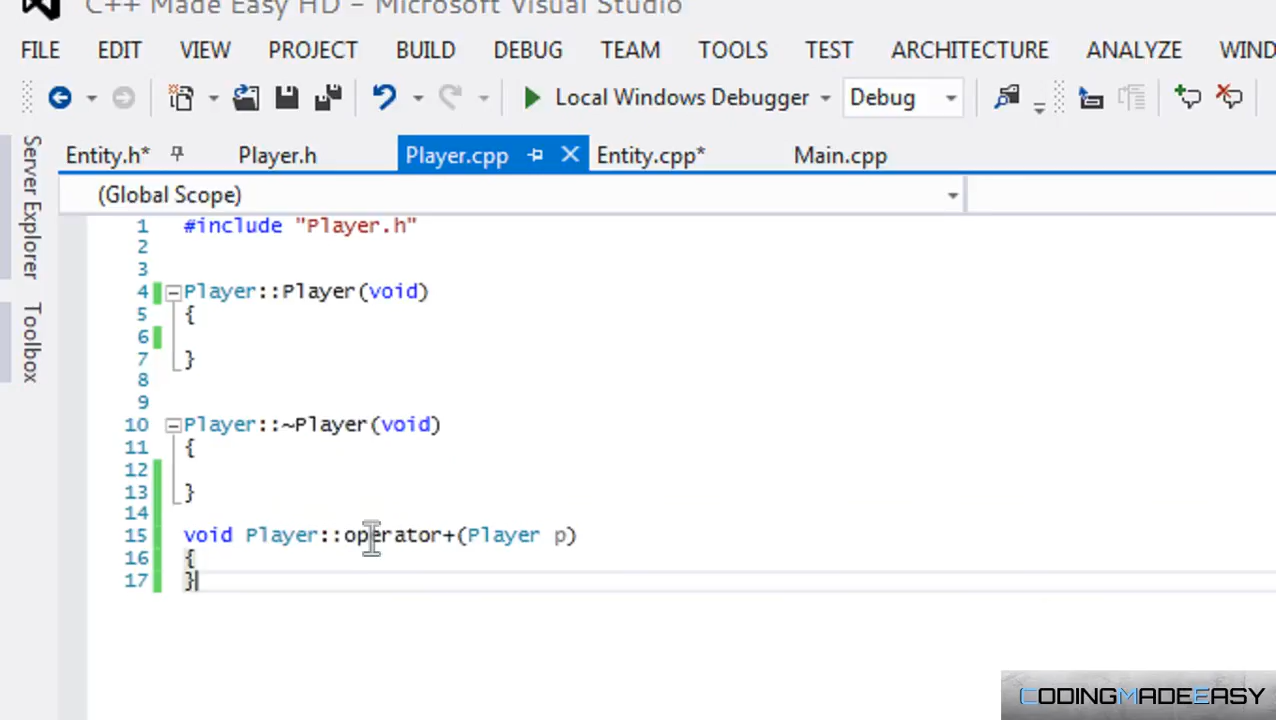 C++ Made Easy HD - Microsoft Visual Studio
FILE EDIT VIEW PROJECT BUILD DEBUG TEAM TOOLS TEST ARCHITECTURE ANALYZE WIND
Local Windows Debugger Debug
Entity.h* Player.h Player.cpp Entity.cpp* Main.cpp
(Global Scope)
Server Explorer
Toolbox
1 #include "Player.h"
2
3
4 Player::Player(void)
5 {
6
7 }
8
9
10 Player::~Player(void)
11 {
12
13 }
14
15 void Player::operator+(Player p)
16 {
17 }
CODINGMADEEASY